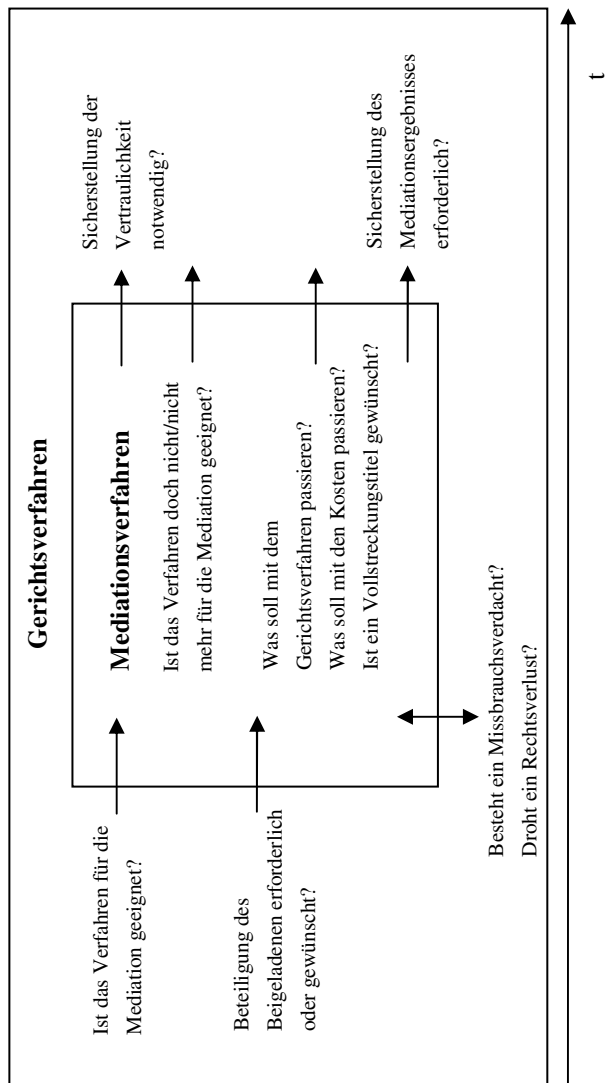 Gerichtsverfahren
Ist das Verfahren für die
Mediation geeignet?
Beteiligung des
Beigeladenen erforderlich
oder gewünscht?
Mediationsverfahren
Ist das Verfahren doch nicht/nicht
mehr für die Mediation geeignet?
Was soll mit dem
Gerichtsverfahren passieren?
Was soll mit den Kosten passieren?
Ist ein Vollstreckungstitel gewünscht?
Sicherstellung der
Vertraulichkeit
notwendig?
Sicherstellung des
Mediationsergebnisses
erforderlich?
Besteht ein Missbrauchsverdacht?
Droht ein Rechtsverlust?
t